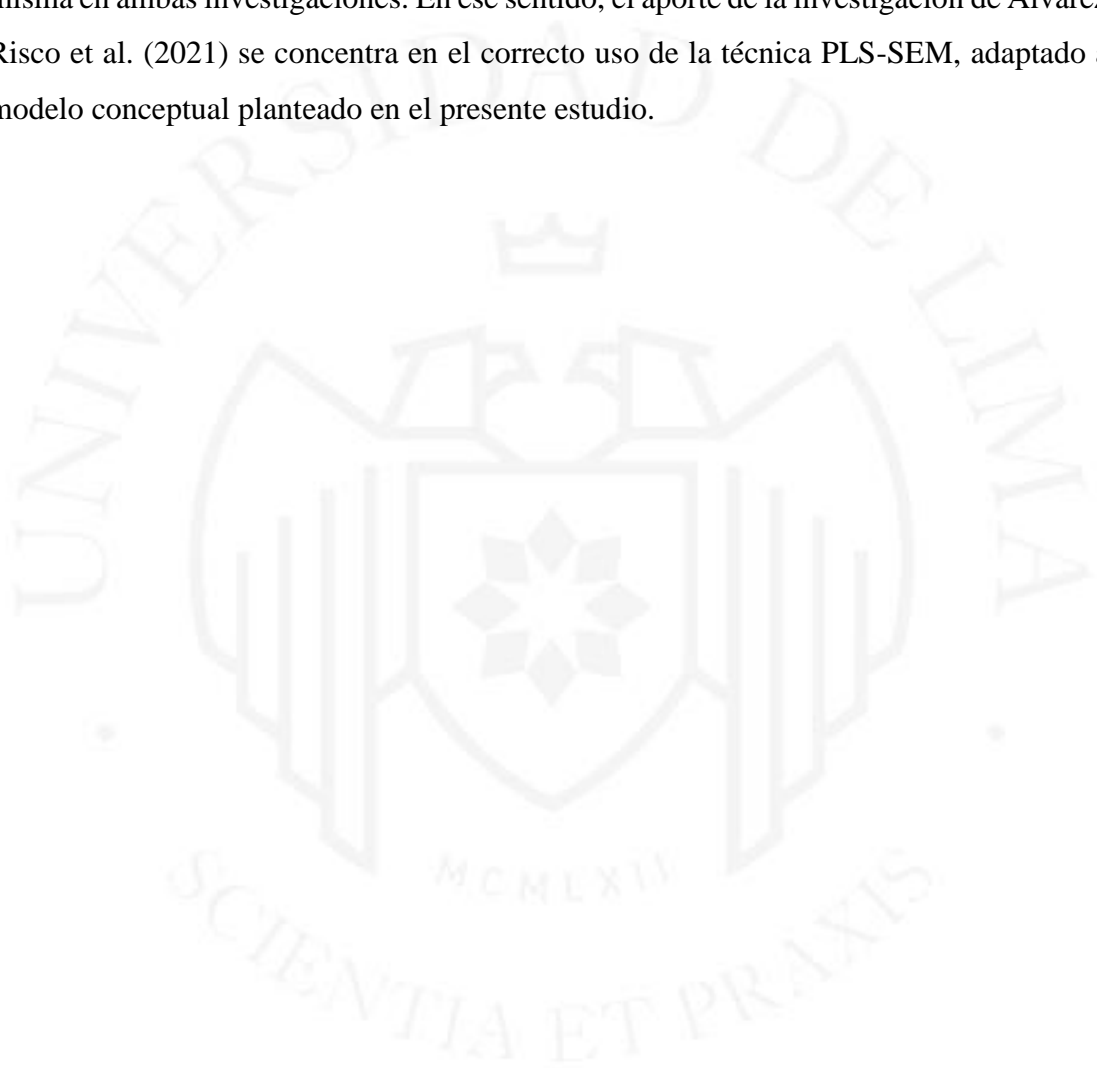 misma en ambas investigaciones. En ese sentido, el aporte de la investigación de Alvarez
Risco et al. (2021) se concentra en el correcto uso de la técnica PLS-SEM, adaptado a
modelo conceptual planteado en el presente estudio.
UNIVERSIDAD DE LIMA
MCMLXII
SCIENTIA ET PRAXIS